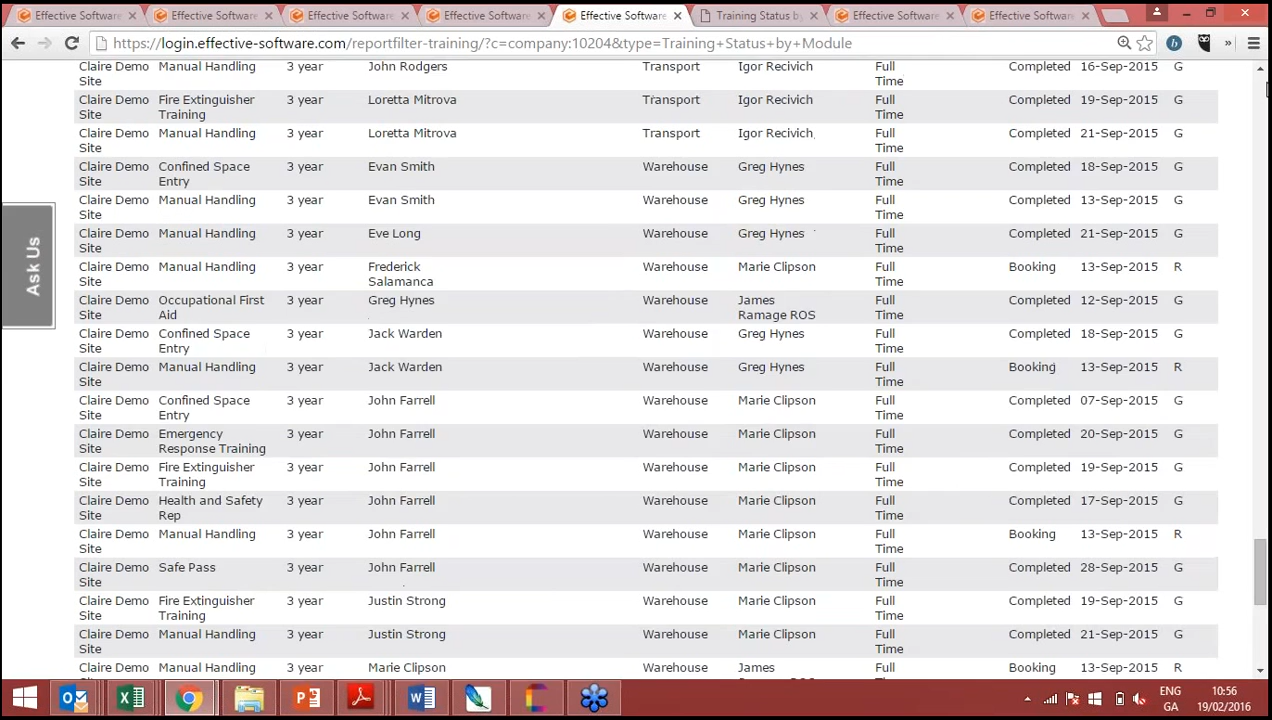 Effective Software Effective Software Effective Software Effective Software Effective Software Training Status by Effective Software Effective Software
https://login.effective-software.com/reportfilter-training/?c=company:10204&type=Training+Status+by+Module
Claire Demo Site Manual Handling 3 year John Rodgers Transport Igor Recivich Full Time Completed 16-Sep-2015 G
Claire Demo Site Fire Extinguisher Training 3 year Loretta Mitrova Transport Igor Recivich Full Time Completed 19-Sep-2015 G
Claire Demo Site Manual Handling 3 year Loretta Mitrova Transport Igor Recivich Full Time Completed 21-Sep-2015 G
Claire Demo Site Confined Space Entry 3 year Evan Smith Warehouse Greg Hynes Full Time Completed 18-Sep-2015 G
Claire Demo Site Manual Handling 3 year Evan Smith Warehouse Greg Hynes Full Time Completed 13-Sep-2015 G
Claire Demo Site Manual Handling 3 year Eve Long Warehouse Greg Hynes Full Time Completed 21-Sep-2015 G
Claire Demo Site Manual Handling 3 year Frederick Salamanca Warehouse Marie Clipson Full Time Booking 13-Sep-2015 R
Claire Demo Site Occupational First Aid 3 year Greg Hynes Warehouse James Ramage ROS Full Time Completed 12-Sep-2015 G
Claire Demo Site Confined Space Entry 3 year Jack Warden Warehouse Greg Hynes Full Time Completed 18-Sep-2015 G
Claire Demo Site Manual Handling 3 year Jack Warden Warehouse Greg Hynes Full Time Booking 13-Sep-2015 R
Claire Demo Site Confined Space Entry 3 year John Farrell Warehouse Marie Clipson Full Time Completed 07-Sep-2015 G
Claire Demo Site Emergency Response Training 3 year John Farrell Warehouse Marie Clipson Full Time Completed 20-Sep-2015 G
Claire Demo Site Fire Extinguisher Training 3 year John Farrell Warehouse Marie Clipson Full Time Completed 19-Sep-2015 G
Claire Demo Site Health and Safety Rep 3 year John Farrell Warehouse Marie Clipson Full Time Completed 17-Sep-2015 G
Claire Demo Site Manual Handling 3 year John Farrell Warehouse Marie Clipson Full Time Booking 13-Sep-2015 R
Claire Demo Site Safe Pass 3 year John Farrell Warehouse Marie Clipson Full Time Completed 28-Sep-2015 G
Claire Demo Site Fire Extinguisher Training 3 year Justin Strong Warehouse Marie Clipson Full Time Completed 19-Sep-2015 G
Claire Demo Site Manual Handling 3 year Justin Strong Warehouse Marie Clipson Full Time Completed 21-Sep-2015 G
Claire Demo Manual Handling 3 year Marie Clipson Warehouse James Full Booking 13-Sep-2015 R
Ask Us
ENG 10:56
GA 19/02/2016